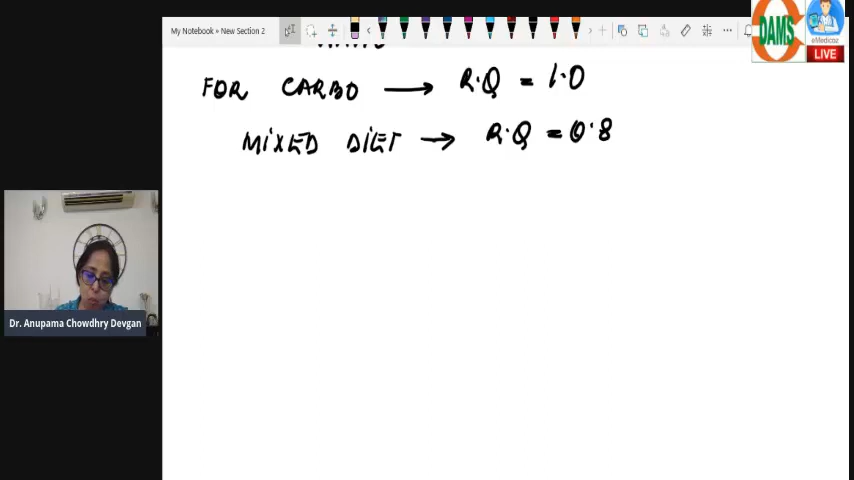 My Notebook » New Section 2
DAMS
eMedicoz
LIVE
FOR CARBO → R.Q = 1.0
MIXED DIET → R.Q = 0.8
Dr. Anupama Chowdhry Devgan